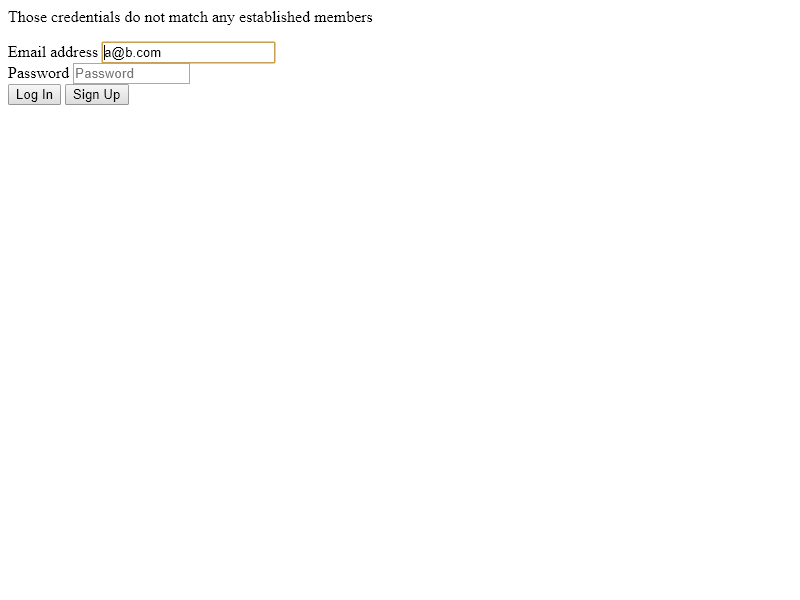 Those credentials do not match any established members
Email address a@b.com
Password Password
Log In Sign Up